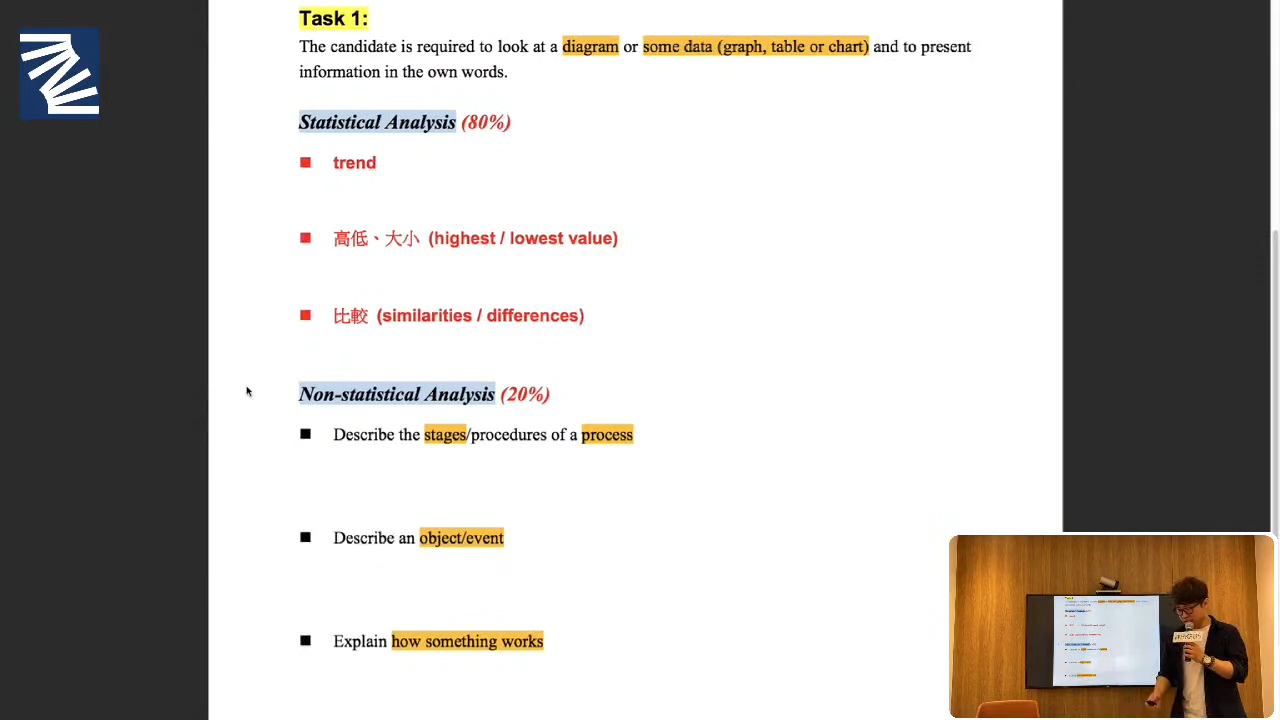 Task 1:
The candidate is required to look at a diagram or some data (graph, table or chart) and to present
information in the own words.
Statistical Analysis (80%)
■ trend
■ 高低、大小 (highest / lowest value)
■ 比較 (similarities / differences)
Non-statistical Analysis (20%)
■ Describe the stages/procedures of a process
■ Describe an object/event
■ Explain how something works